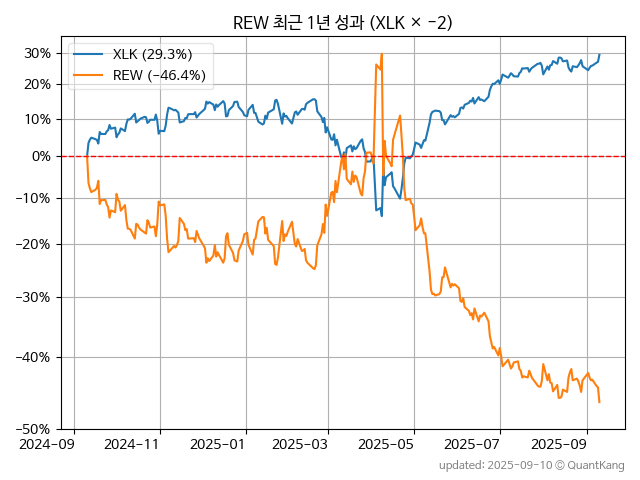 REW 최근 1년 성과 (XLK × −2)
XLK (29.3%)
REW (−46.4%)
30%
20%
10%
0%
−10%
−20%
−30%
−40%
−50%
2024-09 2024-11 2025-01 2025-03 2025-05 2025-07 2025-09
updated: 2025-09-10 © QuantKang